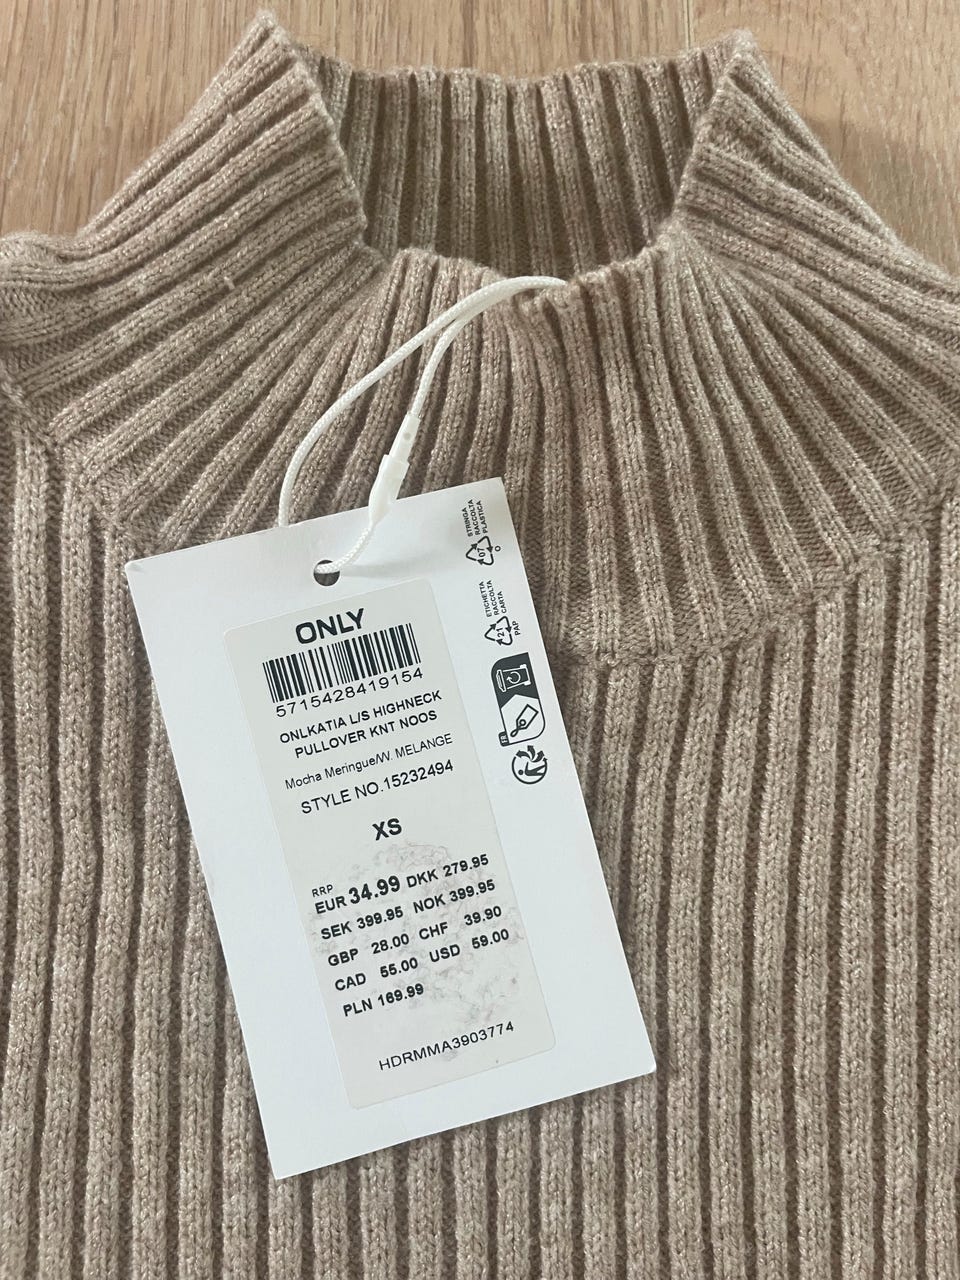 STRINGA
RACCOLTA
PLASTICA
07
O
ETICHETTA
RACCOLTA
CARTA
21
PAP
ONLY
5715428419154
ONLKATIA L/S HIGHNECK
PULLOVER KNT NOOS
Mocha Meringue/W. MELANGE
STYLE NO.15232494
XS
RRP
EUR 34.99 DKK 279.95
SEK 399.95 NOK 399.95
GBP 28.00 CHF 39.90
CAD 55.00 USD 59.00
PLN 169.99
HDRMMA3903774